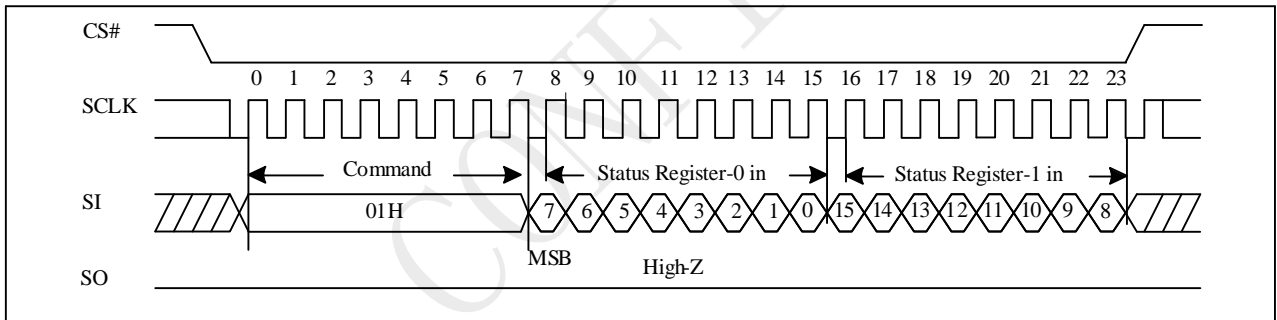 CS#
0 1 2 3 4 5 6 7 8 9 10 11 12 13 14 15 16 17 18 19 20 21 22 23
SCLK
Command Status Register-0 in Status Register-1 in
SI 01H 7 6 5 4 3 2 1 0 15 14 13 12 11 10 9 8
MSB High-Z
SO